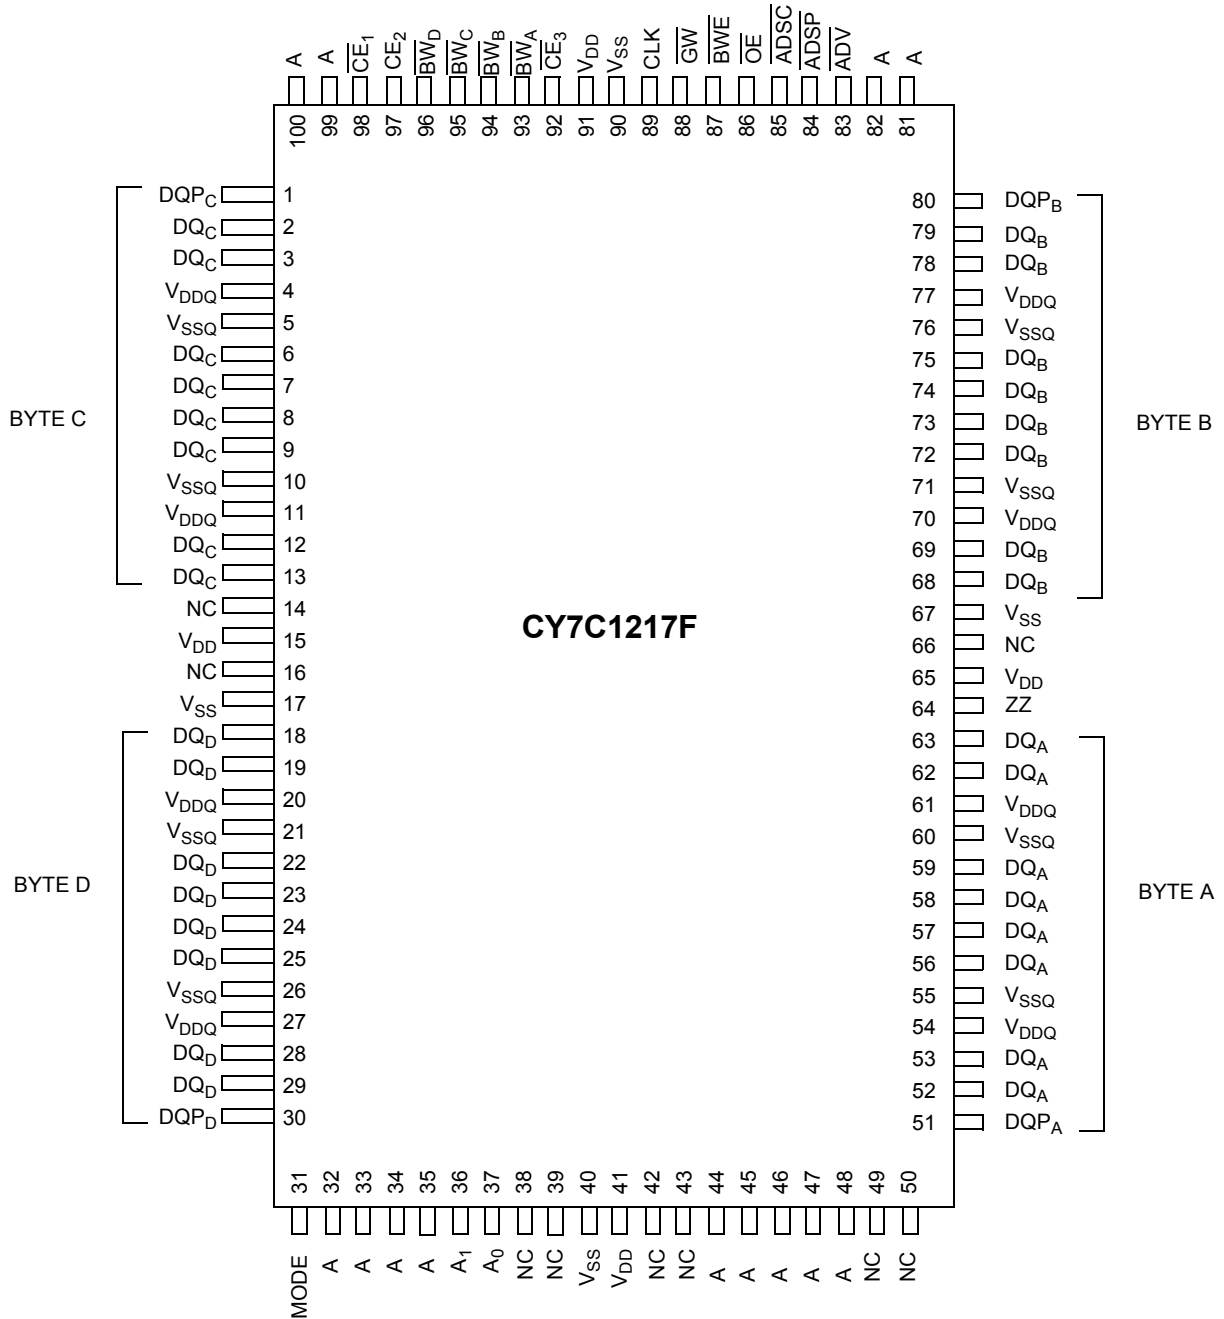 A A CE1 CE2 BWD BWC BWB BWA CE3 VDD VSS CLK GW BWE OE ADSC ADSP ADV A A
100 99 98 97 96 95 94 93 92 91 90 89 88 87 86 85 84 83 82 81
DQPC 1
DQC 2
DQC 3
VDDQ 4
VSSQ 5
DQC 6
DQC 7
DQC 8
DQC 9
VSSQ 10
VDDQ 11
DQC 12
DQC 13
NC 14
VDD 15
NC 16
VSS 17
DQD 18
DQD 19
VDDQ 20
VSSQ 21
DQD 22
DQD 23
DQD 24
DQD 25
VSSQ 26
VDDQ 27
DQD 28
DQD 29
DQPD 30
BYTE C
BYTE D
CY7C1217F
80 DQPB
79 DQB
78 DQB
77 VDDQ
76 VSSQ
75 DQB
74 DQB
73 DQB
72 DQB
71 VSSQ
70 VDDQ
69 DQB
68 DQB
67 VSS
66 NC
65 VDD
64 ZZ
63 DQA
62 DQA
61 VDDQ
60 VSSQ
59 DQA
58 DQA
57 DQA
56 DQA
55 VSSQ
54 VDDQ
53 DQA
52 DQA
51 DQPA
BYTE B
BYTE A
31 32 33 34 35 36 37 38 39 40 41 42 43 44 45 46 47 48 49 50
MODE A A A A A1 A0 NC NC VSS VDD NC NC A A A A A NC NC